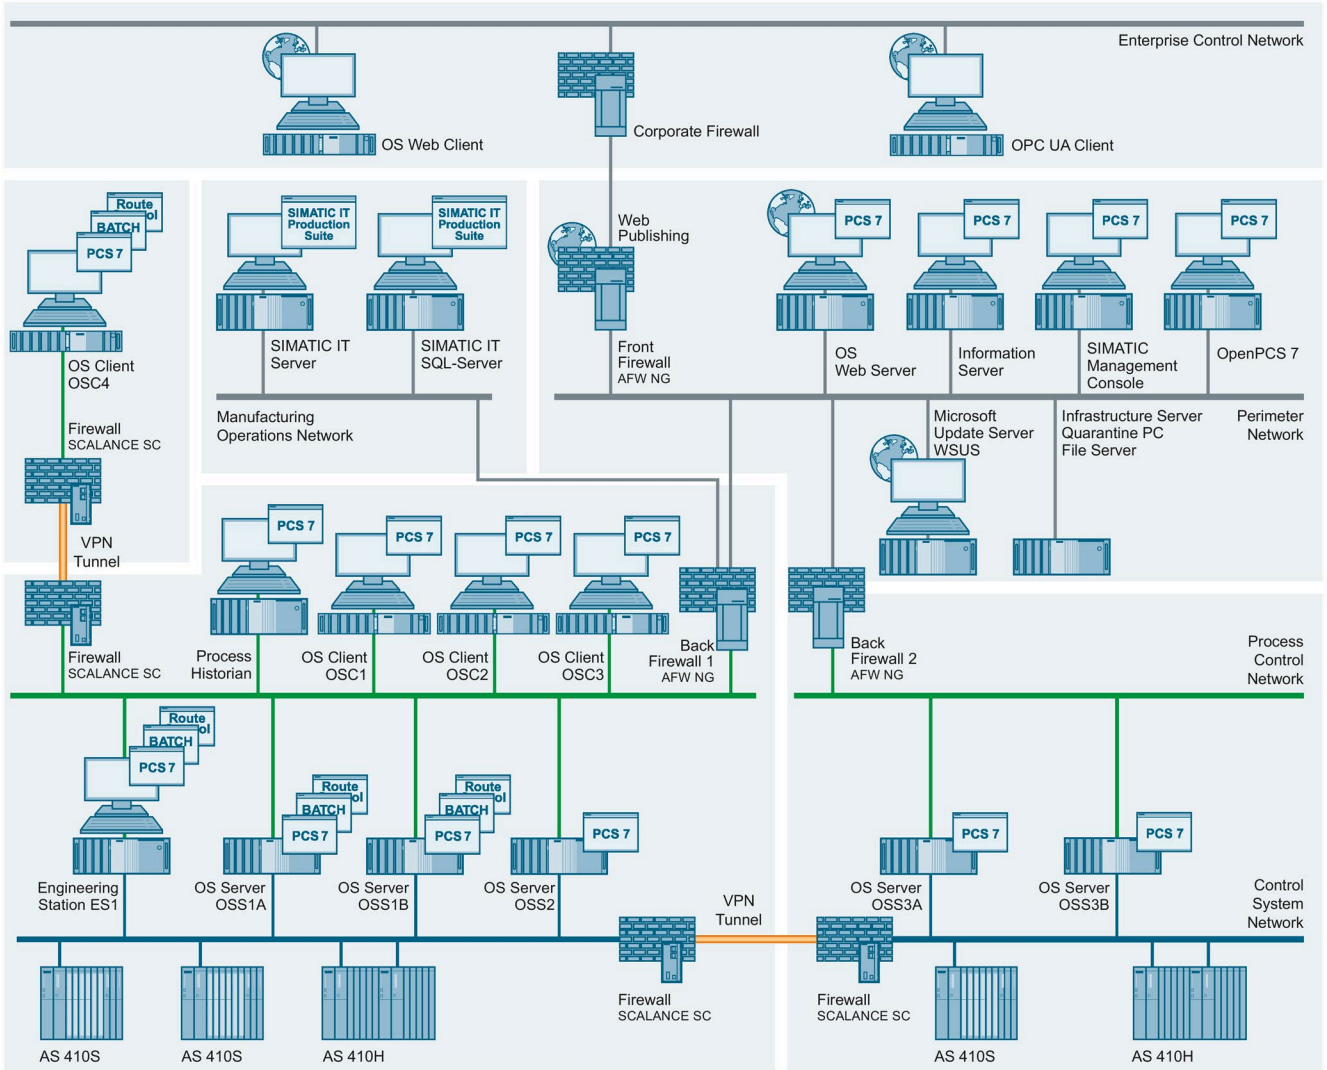 Enterprise Control Network
OS Web Client
Corporate Firewall
OPC UA Client
Route
ol
BATCH
PCS 7
OS Client
OSC4
Firewall
SCALANCE SC
VPN
Tunnel
Firewall
SCALANCE SC
SIMATIC IT
Production
Suite
SIMATIC IT
Production
Suite
SIMATIC IT
Server
SIMATIC IT
SQL-Server
Manufacturing
Operations Network
Web
Publishing
Front
Firewall
AFW NG
PCS 7
PCS 7
PCS 7
PCS 7
OS
Web Server
Information
Server
SIMATIC
Management
Console
OpenPCS 7
Microsoft
Update Server
WSUS
Infrastructure Server
Quarantine PC
File Server
Perimeter
Network
PCS 7
PCS 7
PCS 7
PCS 7
Process
Historian
OS Client
OSC1
OS Client
OSC2
OS Client
OSC3
Back
Firewall 1
AFW NG
Back
Firewall 2
AFW NG
Process
Control
Network
Route
ol
BATCH
PCS 7
Route
ol
BATCH
PCS 7
Route
ol
BATCH
PCS 7
PCS 7
PCS 7
PCS 7
Engineering
Station ES1
OS Server
OSS1A
OS Server
OSS1B
OS Server
OSS2
VPN
Tunnel
OS Server
OSS3A
OS Server
OSS3B
Control
System
Network
Firewall
SCALANCE SC
Firewall
SCALANCE SC
AS 410S
AS 410S
AS 410H
AS 410S
AS 410H